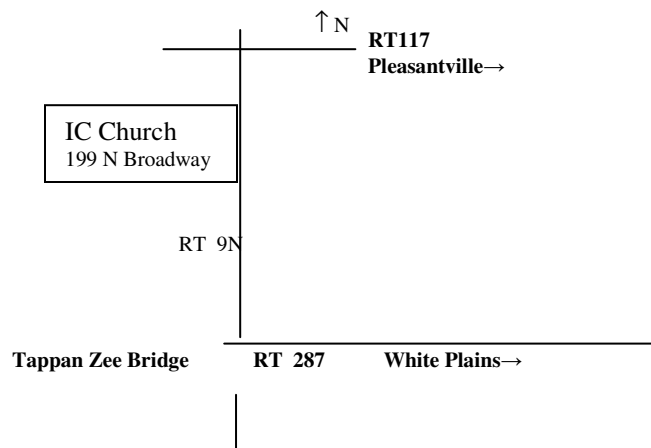 ↑ N
RT117
Pleasantville→
IC Church
199 N Broadway
RT 9N
Tappan Zee Bridge RT 287 White Plains→